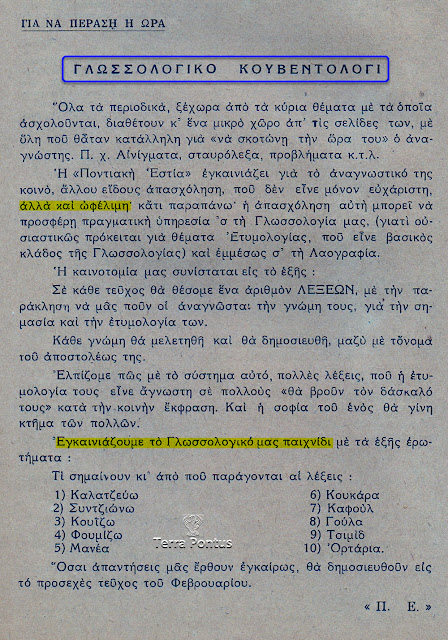 ΓΙΑ ΝΑ ΠΕΡΑΣΗ Η ΩΡΑ
ΓΛΩΣΣΟΛΟΓΙΚΟ ΚΟΥΒΕΝΤΟΛΟΓΙ
Ὅλα τὰ περιοδικά, ξέχωρα ἀπὸ τὰ κύρια θέματα μὲ τὰ ὁποῖα
ἀσχολοῦνται, διαθέτουν κ' ἕνα μικρὸ χῶρο ἀπ' τὶς σελίδες των, μὲ
ὕλη ποὺ θἆταν κατάλληλη γιὰ «νὰ σκοτώνῃ τὴν ὥρα του» ὁ ἀνα-
γνώστης. Π. χ. Αἰνίγματα, σταυρόλεξα, προβλήματα κ.τ.λ.
Ἡ «Ποντιακὴ Ἑστία» ἐγκαινιάζει γιὰ τὸ ἀναγνωστικό της
κοινό, ἄλλου εἴδους ἀπασχόληση, ποὺ δὲν εἶνε μόνον εὐχάριστη,
ἀλλὰ καὶ ὠφέλιμη· κάτι παραπάνω· ἡ ἀπασχόληση αὐτὴ μπορεῖ νὰ
προσφέρῃ πραγματικὴ ὑπηρεσία 'σ τὴ Γλωσσολογία μας, (γιατὶ οὐ-
σιαστικῶς πρόκειται γιὰ θέματα Ἐτυμολογίας, ποὺ εἶνε βασικὸς
κλάδος τῆς Γλωσσολογίας) καὶ ἐμμέσως σ' τὴ Λαογραφία.
Ἡ καινοτομία μας συνίσταται εἰς τὸ ἑξῆς :
Σὲ κάθε τεῦχος θὰ θέσομε ἕνα ἀριθμὸν ΛΕΞΕΩΝ, μὲ τὴν πα-
ράκληση νὰ μᾶς ποῦν οἱ ἀναγνῶσται τὴν γνώμη τους, γιὰ τὴν ση-
μασία καὶ τὴν ἐτυμολογία των.
Κάθε γνώμη θὰ μελετηθῇ καὶ θὰ δημοσιευθῇ, μαζὺ μὲ τὄνομα
τοῦ ἀποστολέως της.
Ἐλπίζομε πῶς μὲ τὸ σύστημα αὐτό, πολλὲς λέξεις, ποὺ ἡ ἐτυ-
μολογία τους εἶνε ἄγνωστη σὲ πολλοὺς «θὰ βροῦν τὸν δάσκαλό
τους» κατὰ τὴν κοινὴν ἔκφραση. Καὶ ἡ σοφία τοῦ ἑνὸς θὰ γίνῃ
κτῆμα τῶν πολλῶν.
Ἐγκαινιάζουμε τὸ Γλωσσολογικό μας παιχνίδι μὲ τὰ ἑξῆς ἐρω-
τήματα :
Τὶ σημαίνουν κι' ἀπὸ ποῦ παράγονται αἱ λέξεις :
1) Καλατζεύω
2) Συντζιώνω
3) Κουΐζω
4) Φουμίζω
5) Μανέα
6) Κουκάρα
7) Καφοὺλ
8) Γούλα
9) Τσιμὶδ
10) Ὀρτάρια.
Terra Pontus
Ὅσαι ἀπαντήσεις μᾶς ἔρθουν ἐγκαίρως, θὰ δημοσιευθοῦν εἰς
τὸ προσεχὲς τεῦχος τοῦ Φεβρουαρίου.
« Π. Ε. »